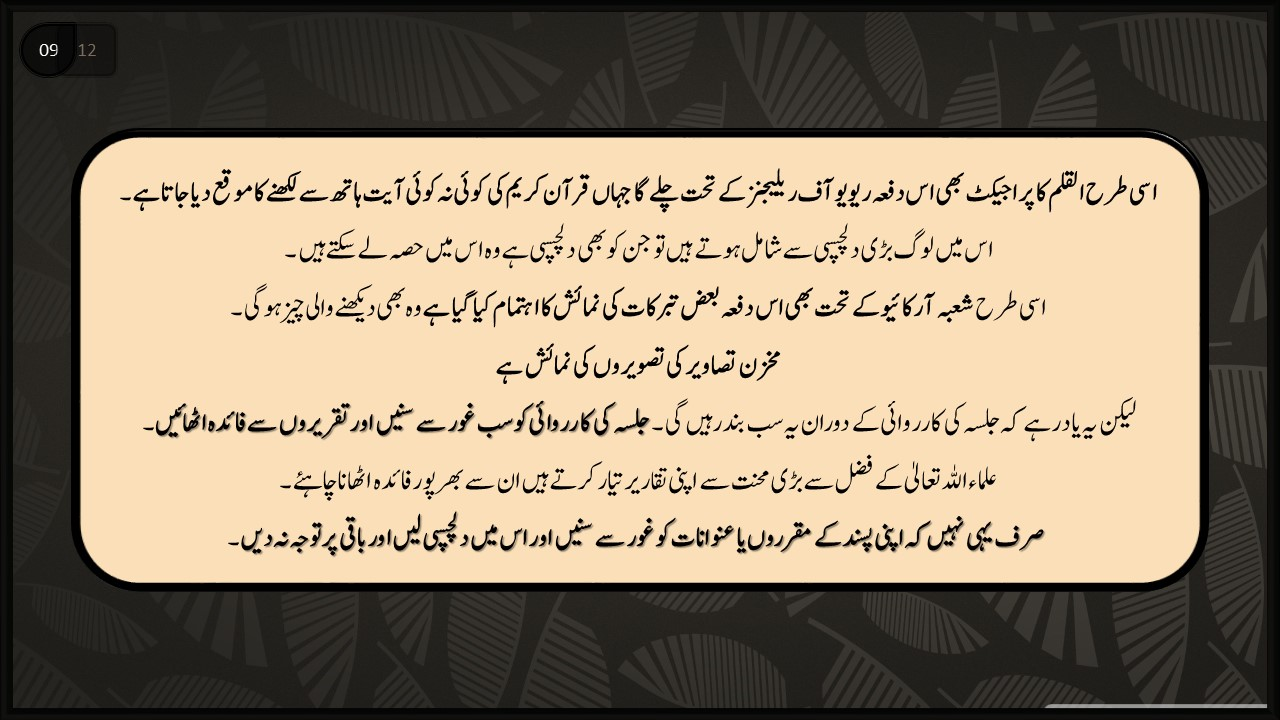 09 12
اسی طرح القلم کا پراجیکٹ بھی اس دفعہ ریویو آف ریلیجنز کے تحت چلے گا جہاں قرآن کریم کی کوئی نہ کوئی آیت ہاتھ سے لکھنے کا موقع دیا جاتا ہے۔
اس میں لوگ بڑی دلچسپی سے شامل ہوتے ہیں تو جن کو بھی دلچسپی ہے وہ اس میں حصہ لے سکتے ہیں۔
اسی طرح شعبہ آرکائیو کے تحت بھی اس دفعہ بعض تبرکات کی نمائش کا اہتمام کیا گیا ہے وہ بھی دیکھنے والی چیز ہو گی۔
مخزن تصاویر کی تصویروں کی نمائش ہے
لیکن یہ یاد رہے کہ جلسہ کی کارروائی کے دوران یہ سب بند رہیں گی۔ جلسہ کی کارروائی کو سب غور سے سنیں اور تقریروں سے فائدہ اٹھائیں۔
علماء اللہ تعالیٰ کے فضل سے بڑی محنت سے اپنی تقاریر تیار کرتے ہیں ان سے بھرپور فائدہ اٹھانا چاہئے۔
صرف یہی نہیں کہ اپنی پسند کے مقرروں یا عنوانات کو غور سے سنیں اور اس میں دلچسپی لیں اور باقی پر توجہ نہ دیں۔